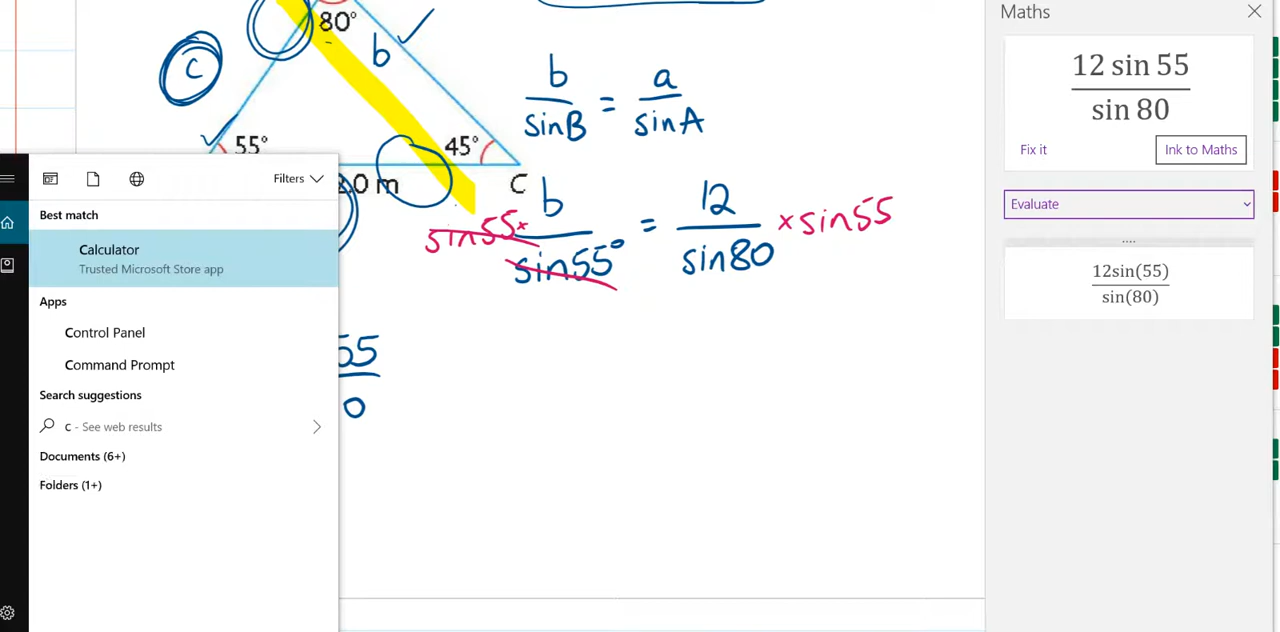 80°
b
c
55°
45°
.0 m
C
b/sinB = a/sinA
sin55 × b/sin55° = 12/sin80 × sin55
55
0
Filters
Best match
Calculator
Trusted Microsoft Store app
Apps
Control Panel
Command Prompt
Search suggestions
c - See web results
Documents (6+)
Folders (1+)
Maths
12 sin 55
sin 80
Fix it
Ink to Maths
Evaluate
12sin(55)
sin(80)